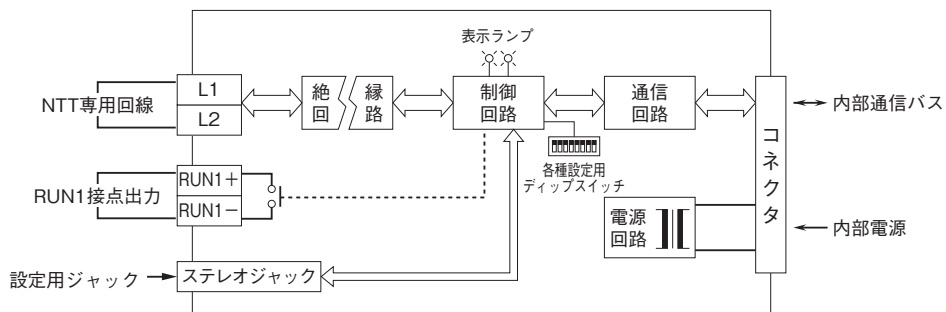 表示ランプ
NTT専用回線
L1
L2
絶 縁
回 路
制御
回路
通信
回路
内部通信バス
コネクタ
各種設定用
ディップスイッチ
RUN1接点出力
RUN1+
RUN1−
電源
回路
内部電源
設定用ジャック
ステレオジャック